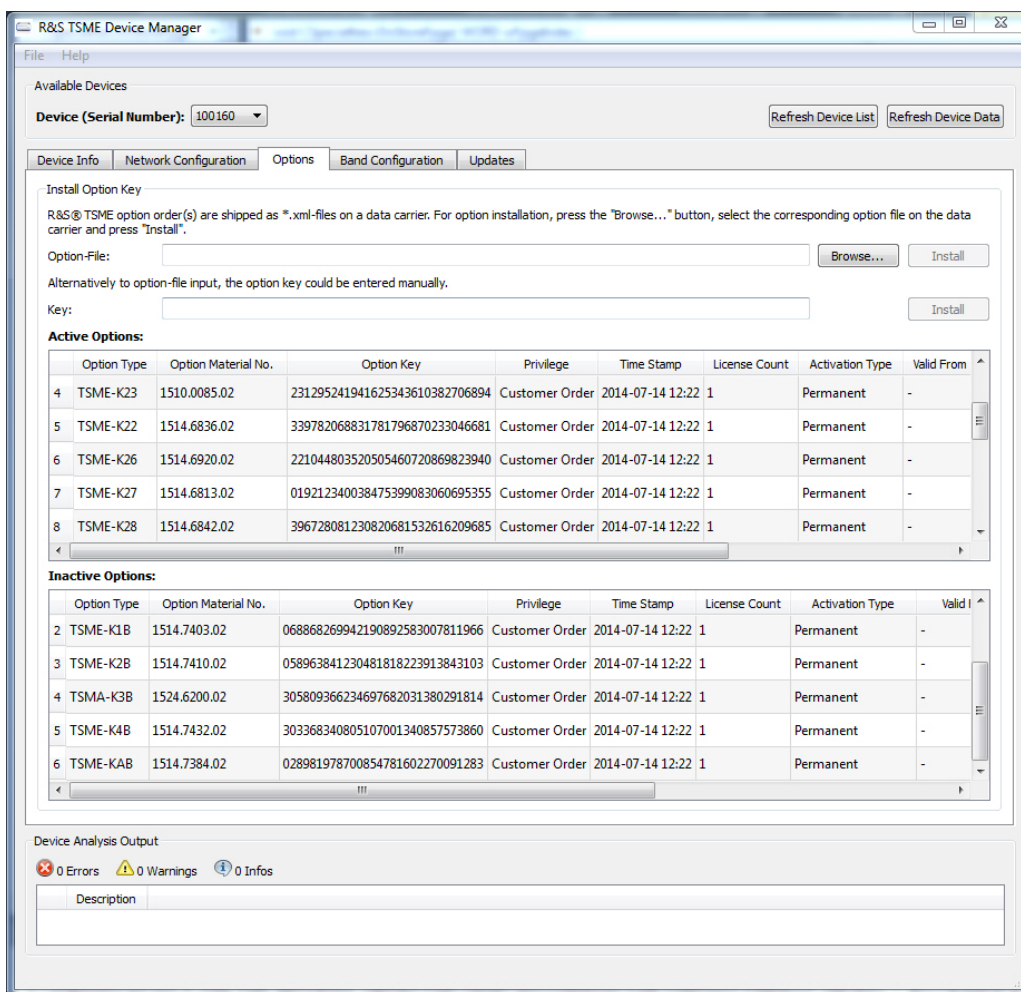 R&S TSME Device Manager
File Help
Available Devices
Device (Serial Number): 100160 Refresh Device List Refresh Device Data
Device Info Network Configuration Options Band Configuration Updates
Install Option Key
R&S® TSME option order(s) are shipped as *.xml-files on a data carrier. For option installation, press the "Browse..." button, select the corresponding option file on the data
carrier and press "Install".
Option-File: Browse... Install
Alternatively to option-file input, the option key could be entered manually.
Key: Install
Active Options:
Option Type Option Material No. Option Key Privilege Time Stamp License Count Activation Type Valid From
4 TSME-K23 1510.0085.02 231295241941625343610382706894 Customer Order 2014-07-14 12:22 1 Permanent -
5 TSME-K22 1514.6836.02 339782068831781796870233046681 Customer Order 2014-07-14 12:22 1 Permanent -
6 TSME-K26 1514.6920.02 221044803520505460720869823940 Customer Order 2014-07-14 12:22 1 Permanent -
7 TSME-K27 1514.6813.02 019212340038475399083060695355 Customer Order 2014-07-14 12:22 1 Permanent -
8 TSME-K28 1514.6842.02 396728081230820681532616209685 Customer Order 2014-07-14 12:22 1 Permanent -
Inactive Options:
Option Type Option Material No. Option Key Privilege Time Stamp License Count Activation Type Valid
2 TSME-K1B 1514.7403.02 068868269942190892583007811966 Customer Order 2014-07-14 12:22 1 Permanent -
3 TSME-K2B 1514.7410.02 058963841230481818223913843103 Customer Order 2014-07-14 12:22 1 Permanent -
4 TSMA-K3B 1524.6200.02 305809366234697682031380291814 Customer Order 2014-07-14 12:22 1 Permanent -
5 TSME-K4B 1514.7432.02 303368340805107001340857573860 Customer Order 2014-07-14 12:22 1 Permanent -
6 TSME-KAB 1514.7384.02 028981978700854781602270091283 Customer Order 2014-07-14 12:22 1 Permanent -
Device Analysis Output
0 Errors 0 Warnings 0 Infos
Description